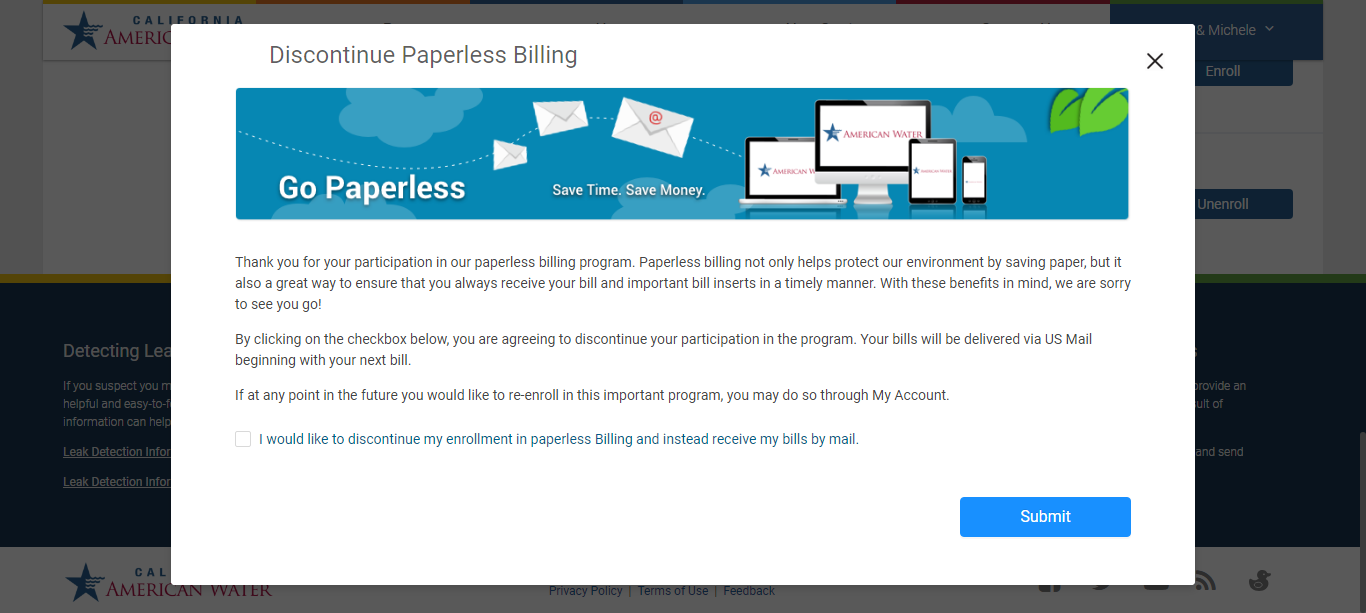 CALIFORNIA
& Michele
Discontinue Paperless Billing
Enroll
@
AMERICAN WATER
AMERICAN W
AMERICAN WATER
Go Paperless
Save Time. Save Money.
Unenroll
Thank you for your participation in our paperless billing program. Paperless billing not only helps protect our environment by saving paper, but it
also a great way to ensure that you always receive your bill and important bill inserts in a timely manner. With these benefits in mind, we are sorry
to see you go!
By clicking on the checkbox below, you are agreeing to discontinue your participation in the program. Your bills will be delivered via US Mail
beginning with your next bill.
If at any point in the future you would like to re-enroll in this important program, you may do so through My Account.
I would like to discontinue my enrollment in paperless Billing and instead receive my bills by mail.
Submit
AMERIC
Detecting Lea
If you suspect you m
helpful and easy-to-f
information can help
Leak Detection Infor
Leak Detection Infor
provide an
ult of
and send
CAL
AMERICAN WATER
Privacy Policy | Terms of Use | Feedback